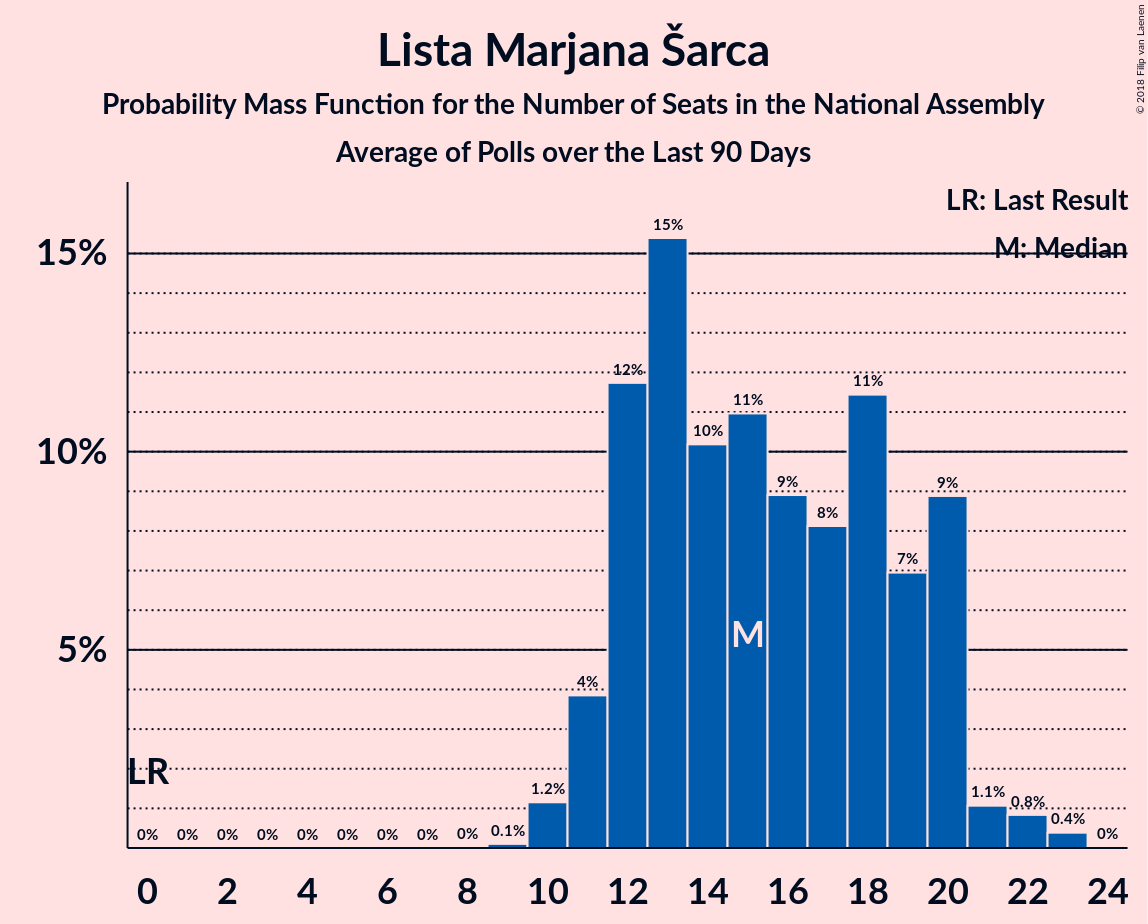 Lista Marjana Šarca
Probability Mass Function for the Number of Seats in the National Assembly
Average of Polls over the Last 90 Days
© 2018 Filip van Laenen
LR: Last Result
M: Median
15%
10%
5%
LR
M
0% 0% 0% 0% 0% 0% 0% 0% 0% 0.1% 1.2% 4% 12% 15% 10% 11% 9% 8% 11% 7% 9% 1.1% 0.8% 0.4% 0%
0 2 4 6 8 10 12 14 16 18 20 22 24